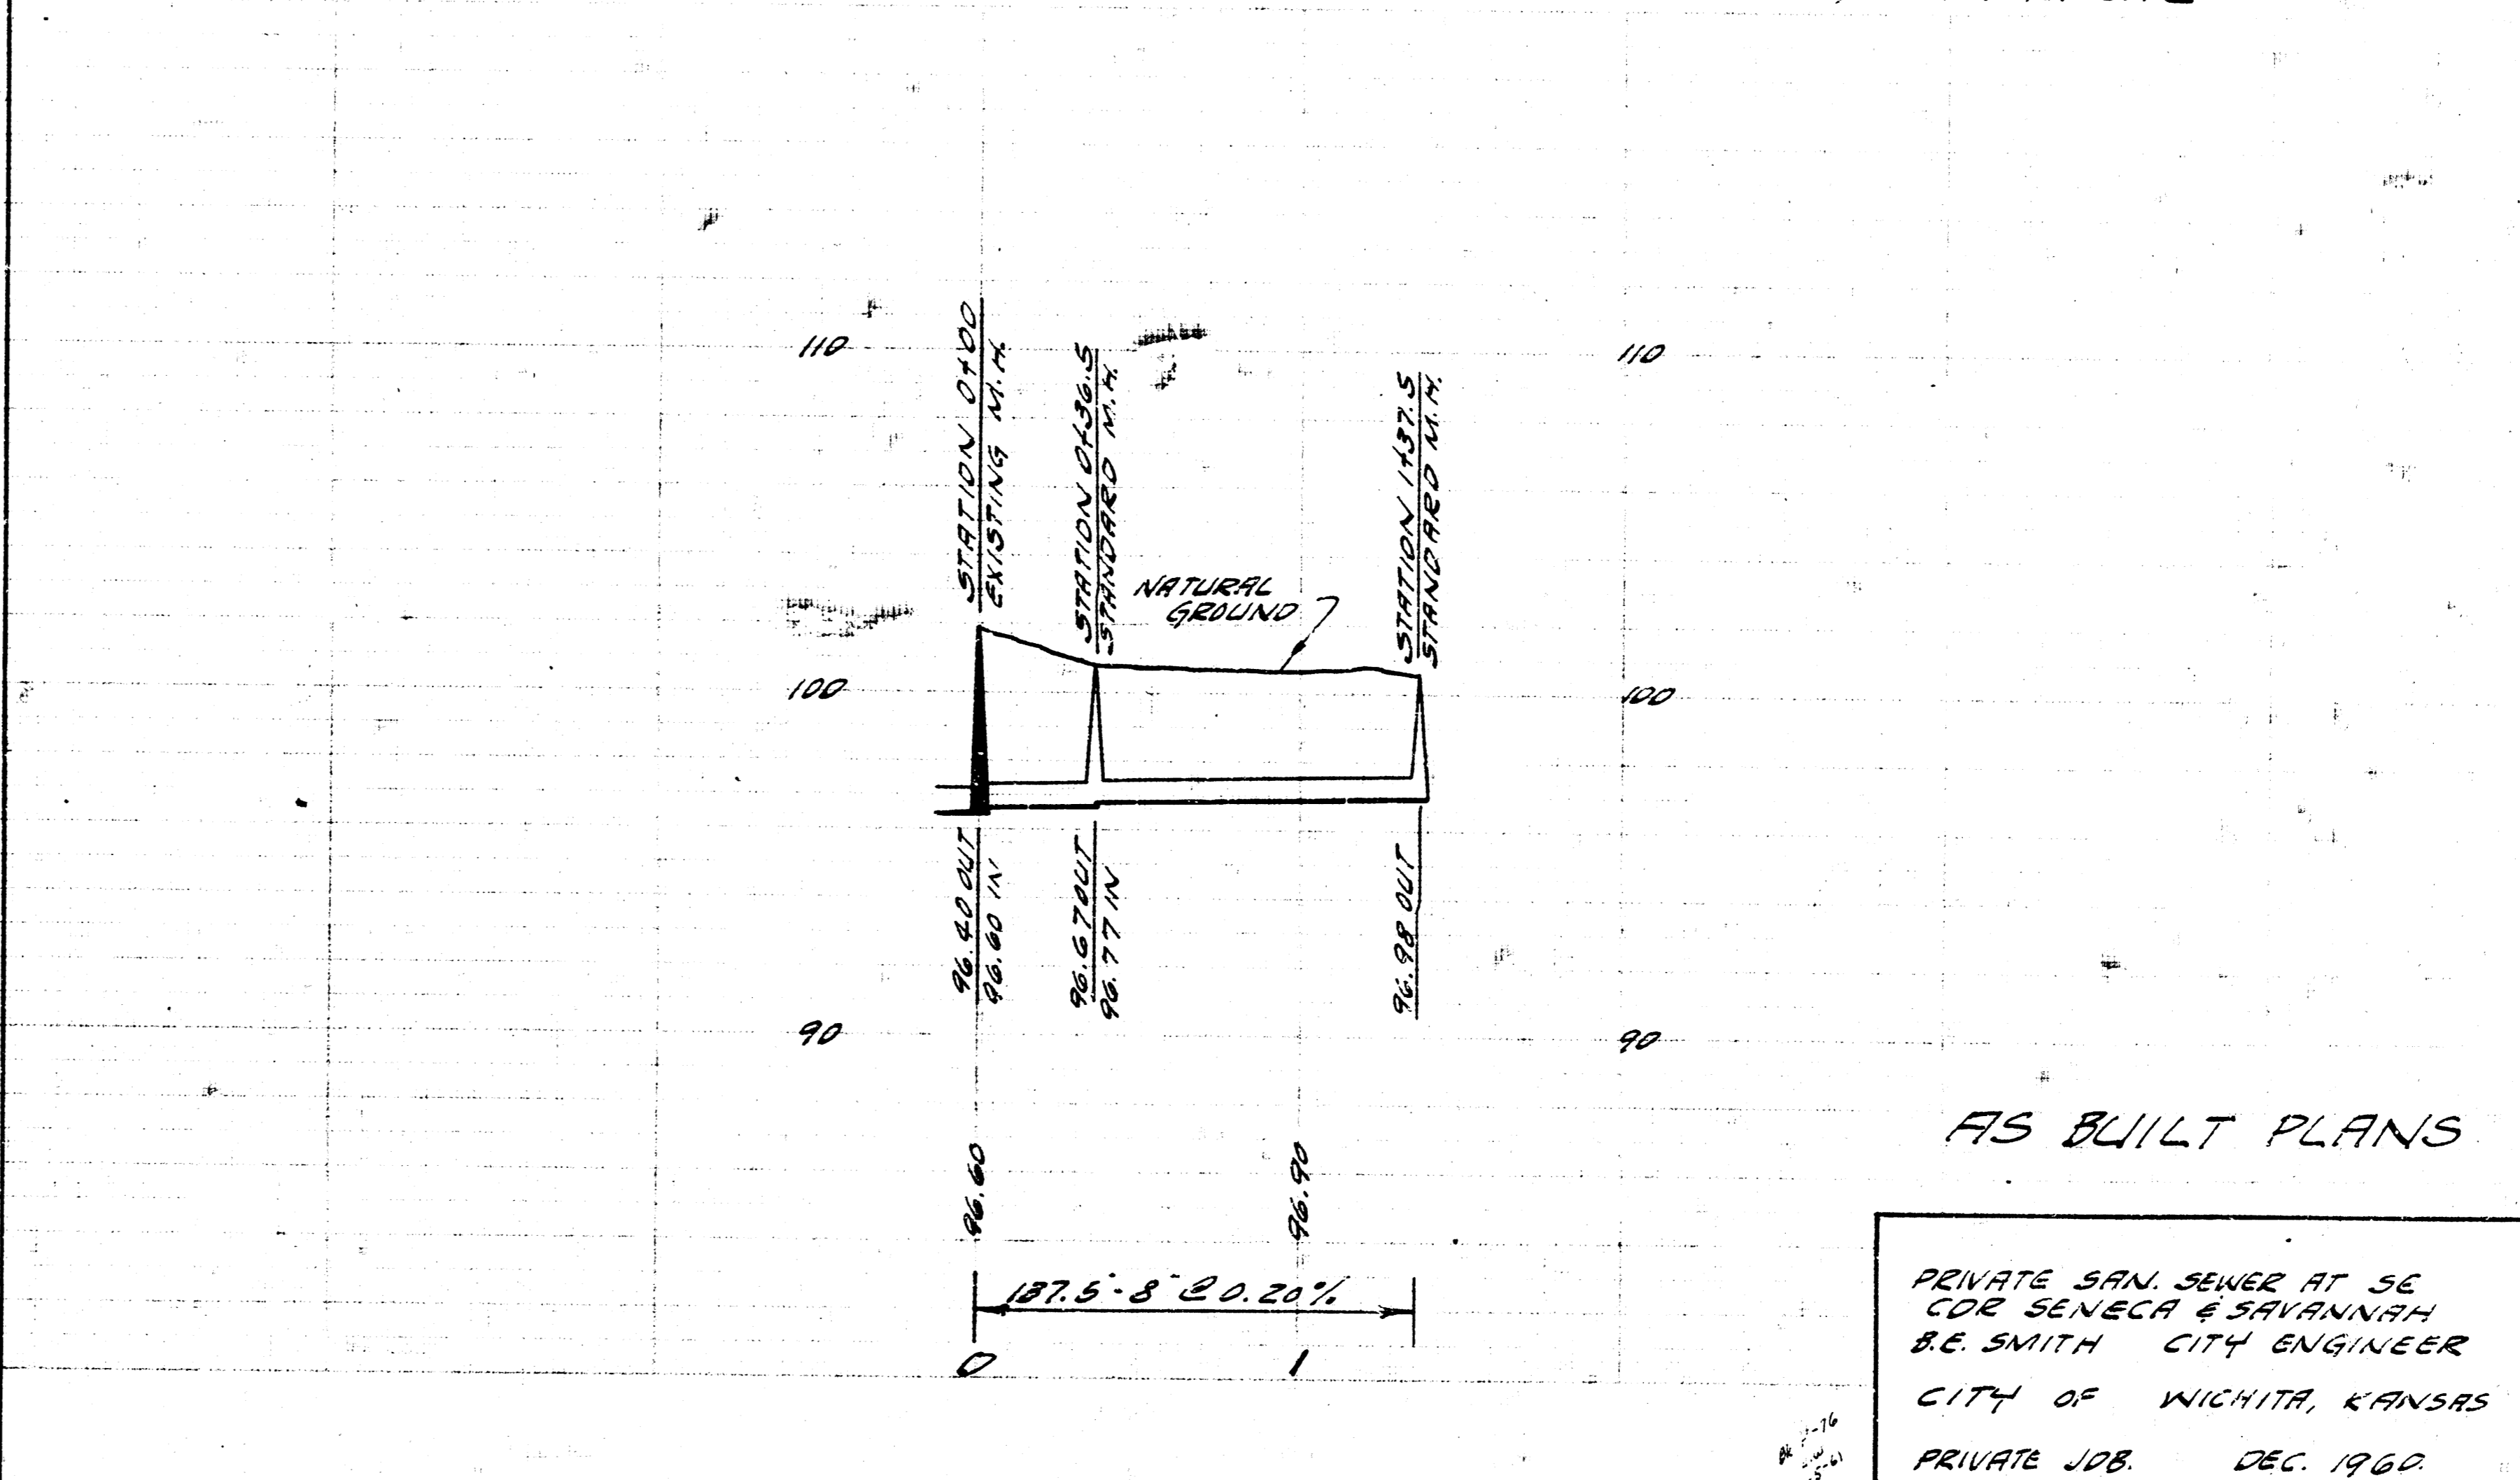 110
110
STATION 0+00
EXISTING M.H.
STATION 0+36.5
STANDARD M.H.
STATION 1+37.5
STANDARD M.H.
NATURAL
GROUND
100
100
96.40 OUT
96.60 IN
96.67 OUT
96.77 IN
96.98 OUT
90
90
AS BUILT PLANS
96.60
96.90
137.5'-8" @ 0.20%
0
1
PRIVATE SAN. SEWER AT SE
COR SENECA & SAVANNAH
B.E. SMITH CITY ENGINEER
CITY OF WICHITA, KANSAS
PRIVATE JOB. DEC. 1960.